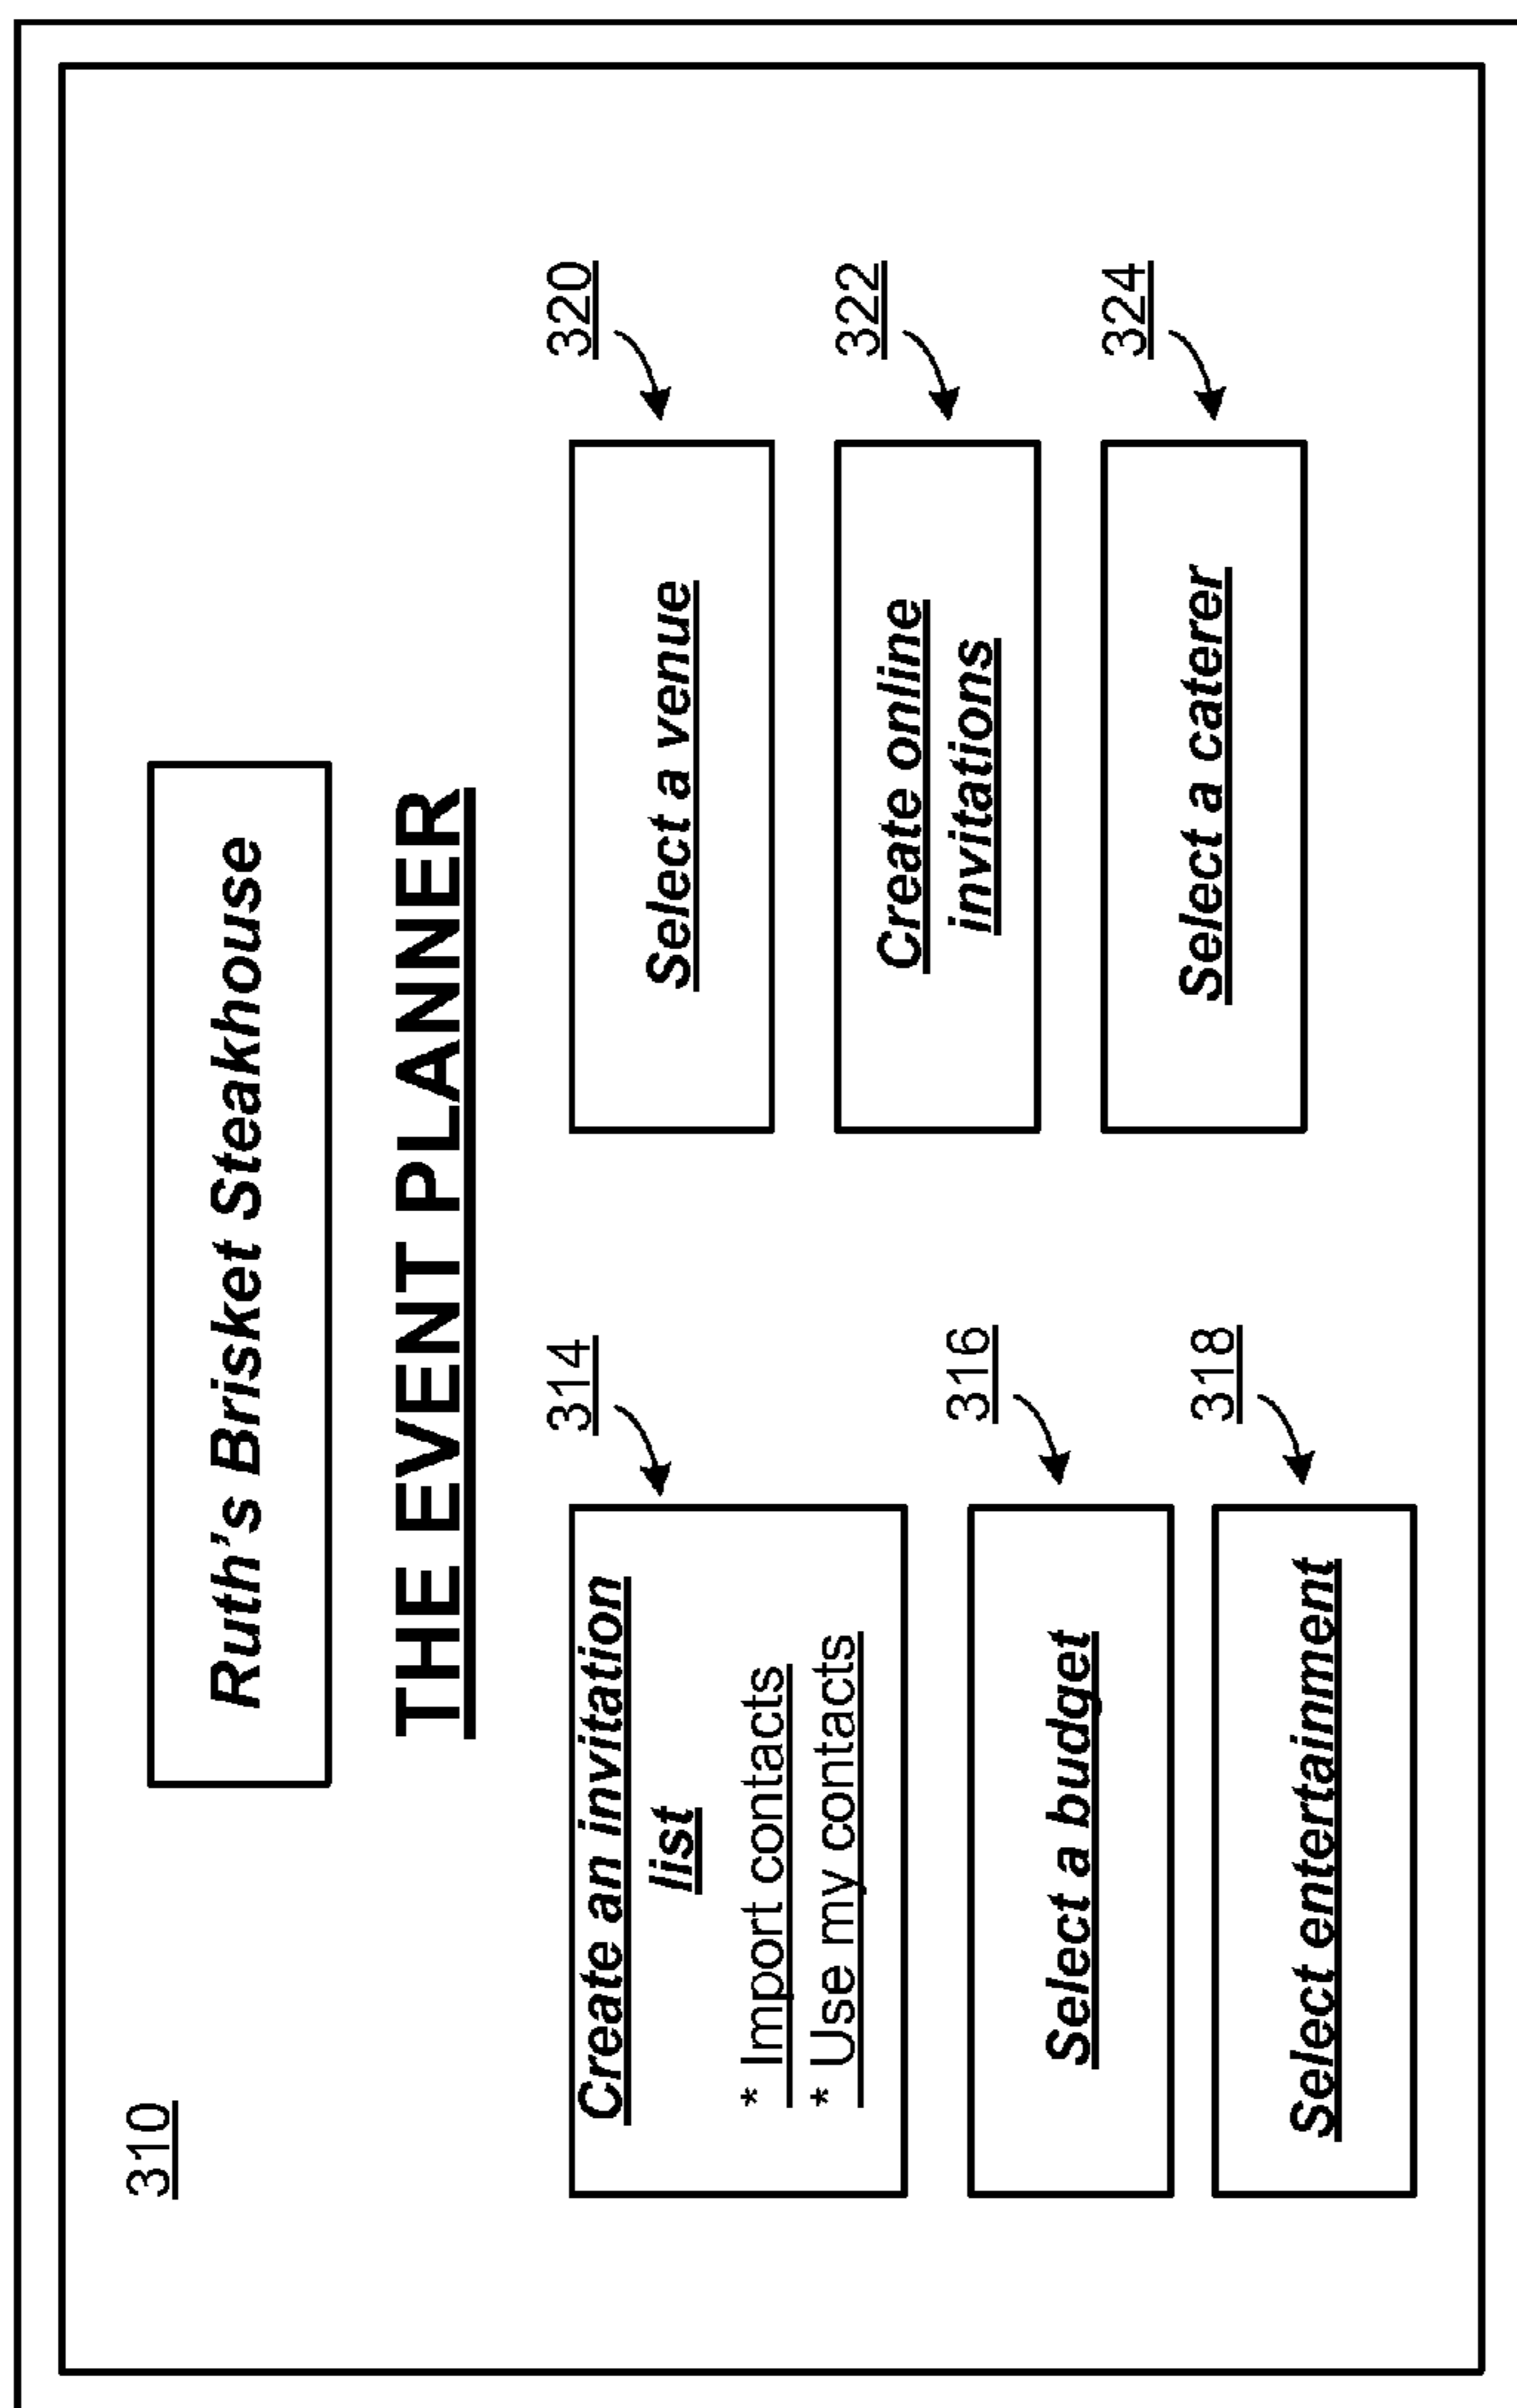 310
Ruth's Brisket Steakhouse
THE EVENT PLANNER
314
Create an invitation
list
* Import contacts
* Use my contacts
316
Select a budget
318
Select entertainment
320
Select a venue
322
Create online
invitations
324
Select a caterer